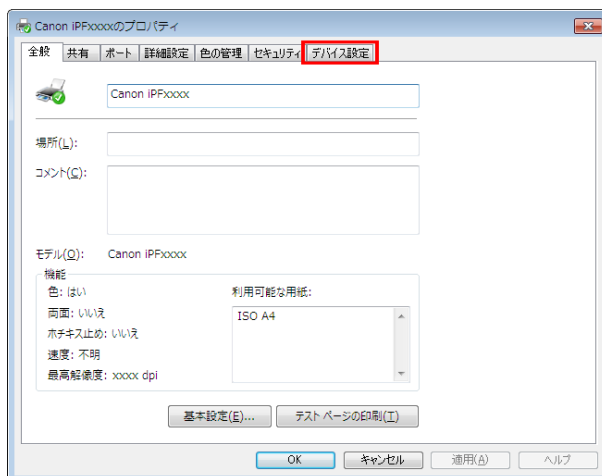 Canon iPFxxxxのプロパティ
全般 共有 ポート 詳細設定 色の管理 セキュリティ デバイス設定
Canon iPFxxxx
場所(L):
コメント(C):
モデル(O): Canon iPFxxxx
機能
色: はい
利用可能な用紙:
両面: いいえ
ISO A4
ホチキス止め: いいえ
速度: 不明
最高解像度: xxxx dpi
基本設定(E)... テスト ページの印刷(T)
OK キャンセル 適用(A) ヘルプ